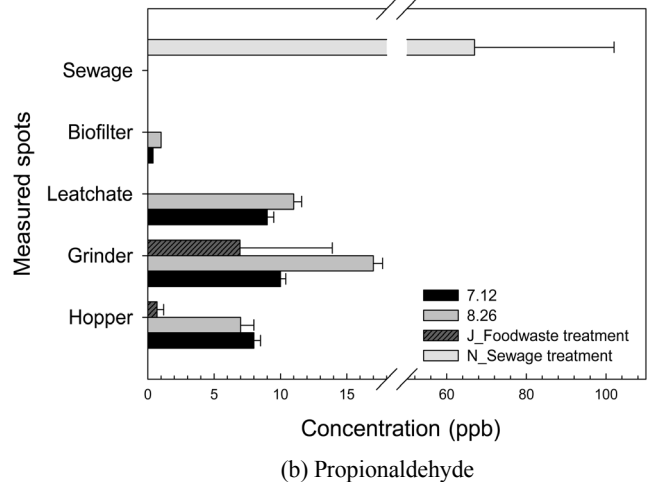 Measured spots
Sewage
Biofilter
Leatchate
Grinder
Hopper
7.12
8.26
J_Foodwaste treatment
N_Sewage treatment
0 5 10 15 60 80 100
Concentration (ppb)
(b) Propionaldehyde